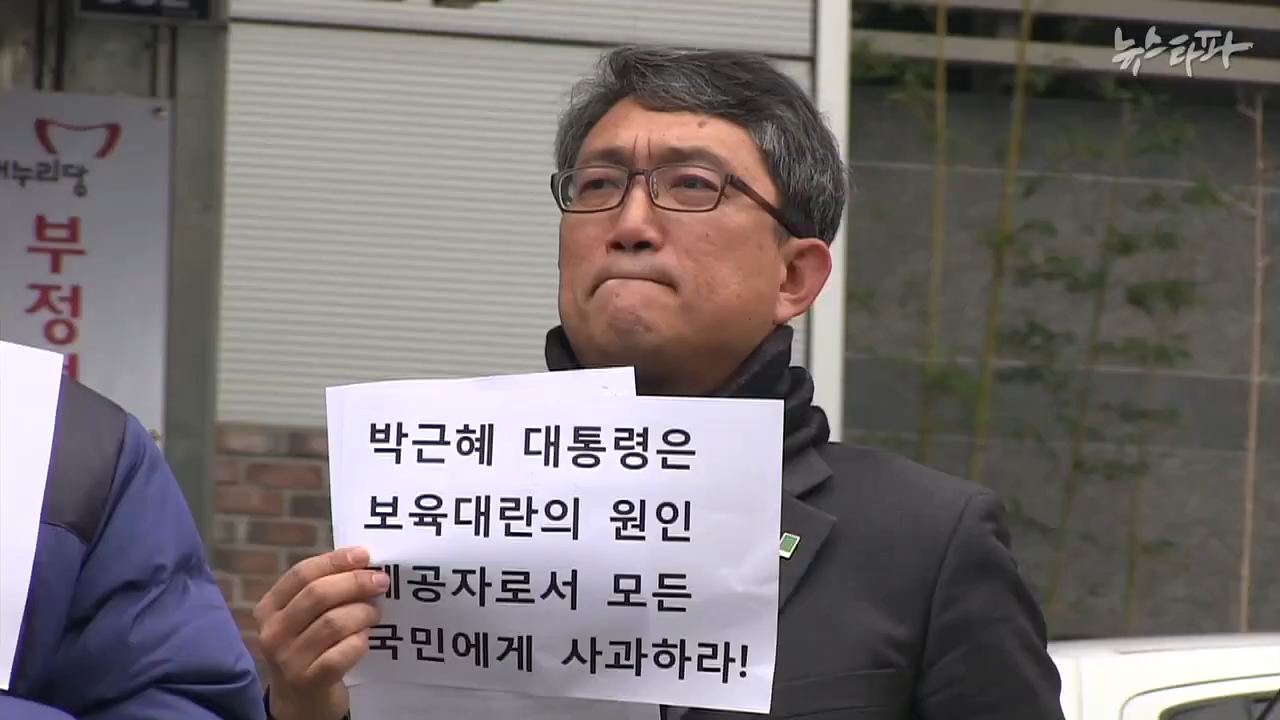 뉴스타파
새누리당
부정
박근혜 대통령은
보육대란의 원인
제공자로서 모든
국민에게 사과하라!